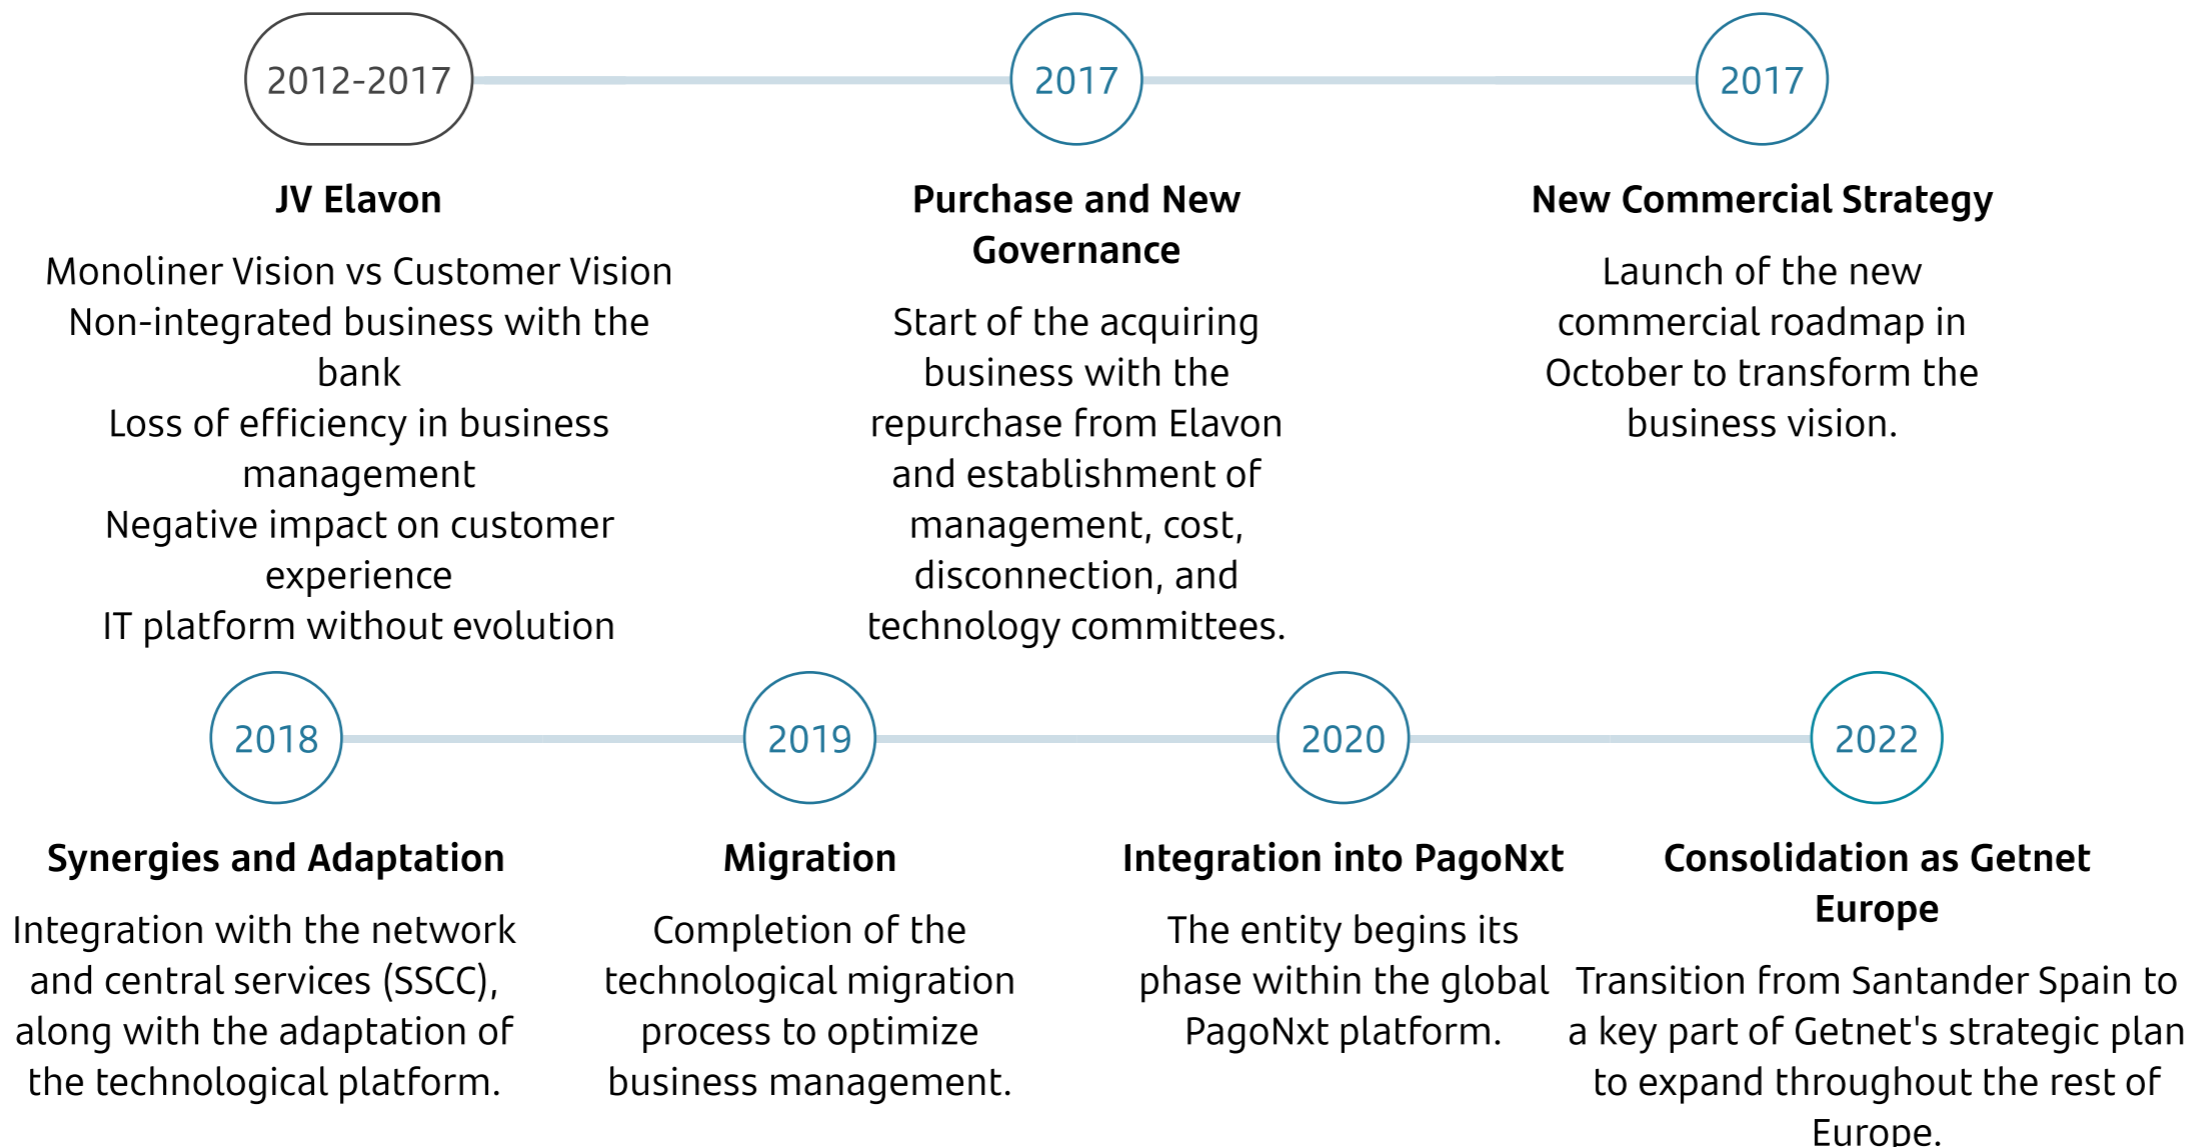 2012-2017
2017
2017
JV Elavon
Monoliner Vision vs Customer Vision
Non-integrated business with the
bank
Loss of efficiency in business
management
Negative impact on customer
experience
IT platform without evolution
Purchase and New
Governance
Start of the acquiring
business with the
repurchase from Elavon
and establishment of
management, cost,
disconnection, and
technology committees.
New Commercial Strategy
Launch of the new
commercial roadmap in
October to transform the
business vision.
2018
2019
2020
2022
Synergies and Adaptation
Integration with the network
and central services (SSCC),
along with the adaptation of
the technological platform.
Migration
Completion of the
technological migration
process to optimize
business management.
Integration into PagoNxt
The entity begins its
phase within the global
PagoNxt platform.
Consolidation as Getnet
Europe
Transition from Santander Spain to
a key part of Getnet's strategic plan
to expand throughout the rest of
Europe.